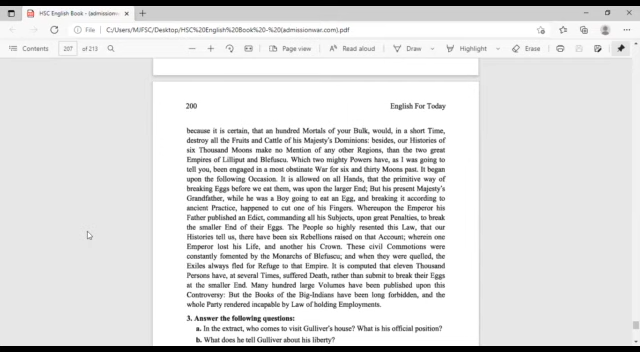 HSC English Book - (admissionwar.com).pdf
File | C:/Users/MJFSC/Desktop/HSC%20English%20Book%20-%20(admissionwar.com).pdf
Contents 207 of 213 Page view Read aloud Draw Highlight Erase
200 English For Today
because it is certain, that an hundred Mortals of your Bulk, would, in a short Time,
destroy all the Fruits and Cattle of his Majesty's Dominions: besides, our Histories of
six Thousand Moons make no Mention of any other Regions, than the two great
Empires of Lilliput and Blefuscu. Which two mighty Powers have, as I was going to
tell you, been engaged in a most obstinate War for six and thirty Moons past. It began
upon the following Occasion. It is allowed on all Hands, that the primitive way of
breaking Eggs before we eat them, was upon the larger End; But his present Majesty's
Grandfather, while he was a Boy going to eat an Egg, and breaking it according to
ancient Practice, happened to cut one of his Fingers. Whereupon the Emperor his
Father published an Edict, commanding all his Subjects, upon great Penalties, to break
the smaller End of their Eggs. The People so highly resented this Law, that our
Histories tell us, there have been six Rebellions raised on that Account; wherein one
Emperor lost his Life, and another his Crown. These civil Commotions were
constantly fomented by the Monarchs of Blefuscu; and when they were quelled, the
Exiles always fled for Refuge to that Empire. It is computed that eleven Thousand
Persons have, at several Times, suffered Death, rather than submit to break their Eggs
at the smaller End. Many hundred large Volumes have been published upon this
Controversy: But the Books of the Big-Indians have been long forbidden, and the
whole Party rendered incapable by Law of holding Employments.
3. Answer the following questions:
a. In the extract, who comes to visit Gulliver's house? What is his official position?
b. What does he tell Gulliver about his liberty?